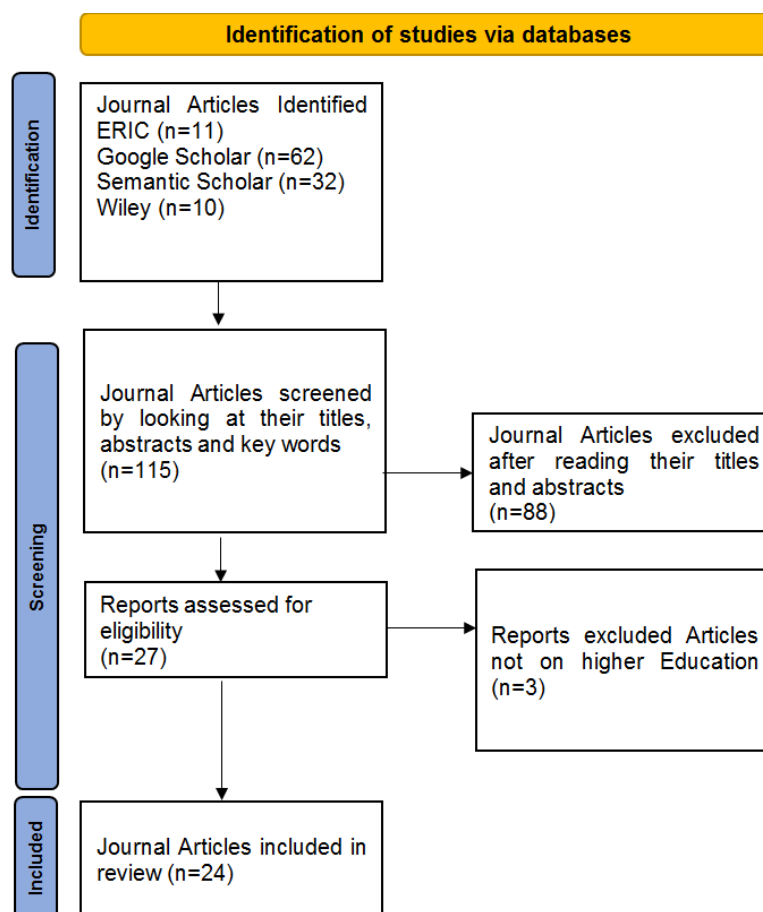 Identification of studies via databases
Identification
Journal Articles Identified
ERIC (n=11)
Google Scholar (n=62)
Semantic Scholar (n=32)
Wiley (n=10)
Screening
Journal Articles screened
by looking at their titles,
abstracts and key words
(n=115)
Journal Articles excluded
after reading their titles
and abstracts
(n=88)
Reports assessed for
eligibility
(n=27)
Reports excluded Articles
not on higher Education
(n=3)
Included
Journal Articles included in
review (n=24)